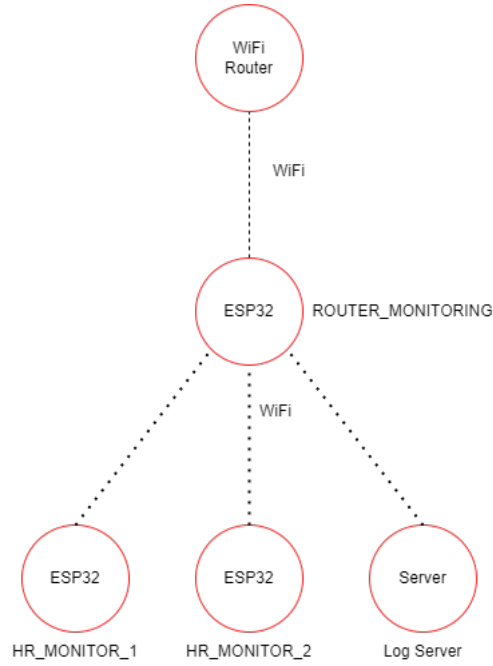 WiFi
Router
WiFi
ESP32
ROUTER_MONITORING
WiFi
ESP32
ESP32
Server
HR_MONITOR_1
HR_MONITOR_2
Log Server